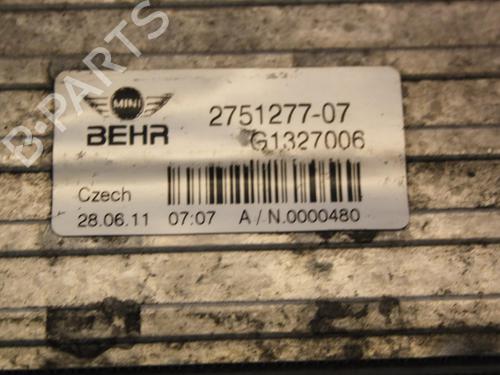 B-PARTS
MINI
BEHR
2751277-07
G1327006
Czech
28.06.11 07:07 A/N.0000480